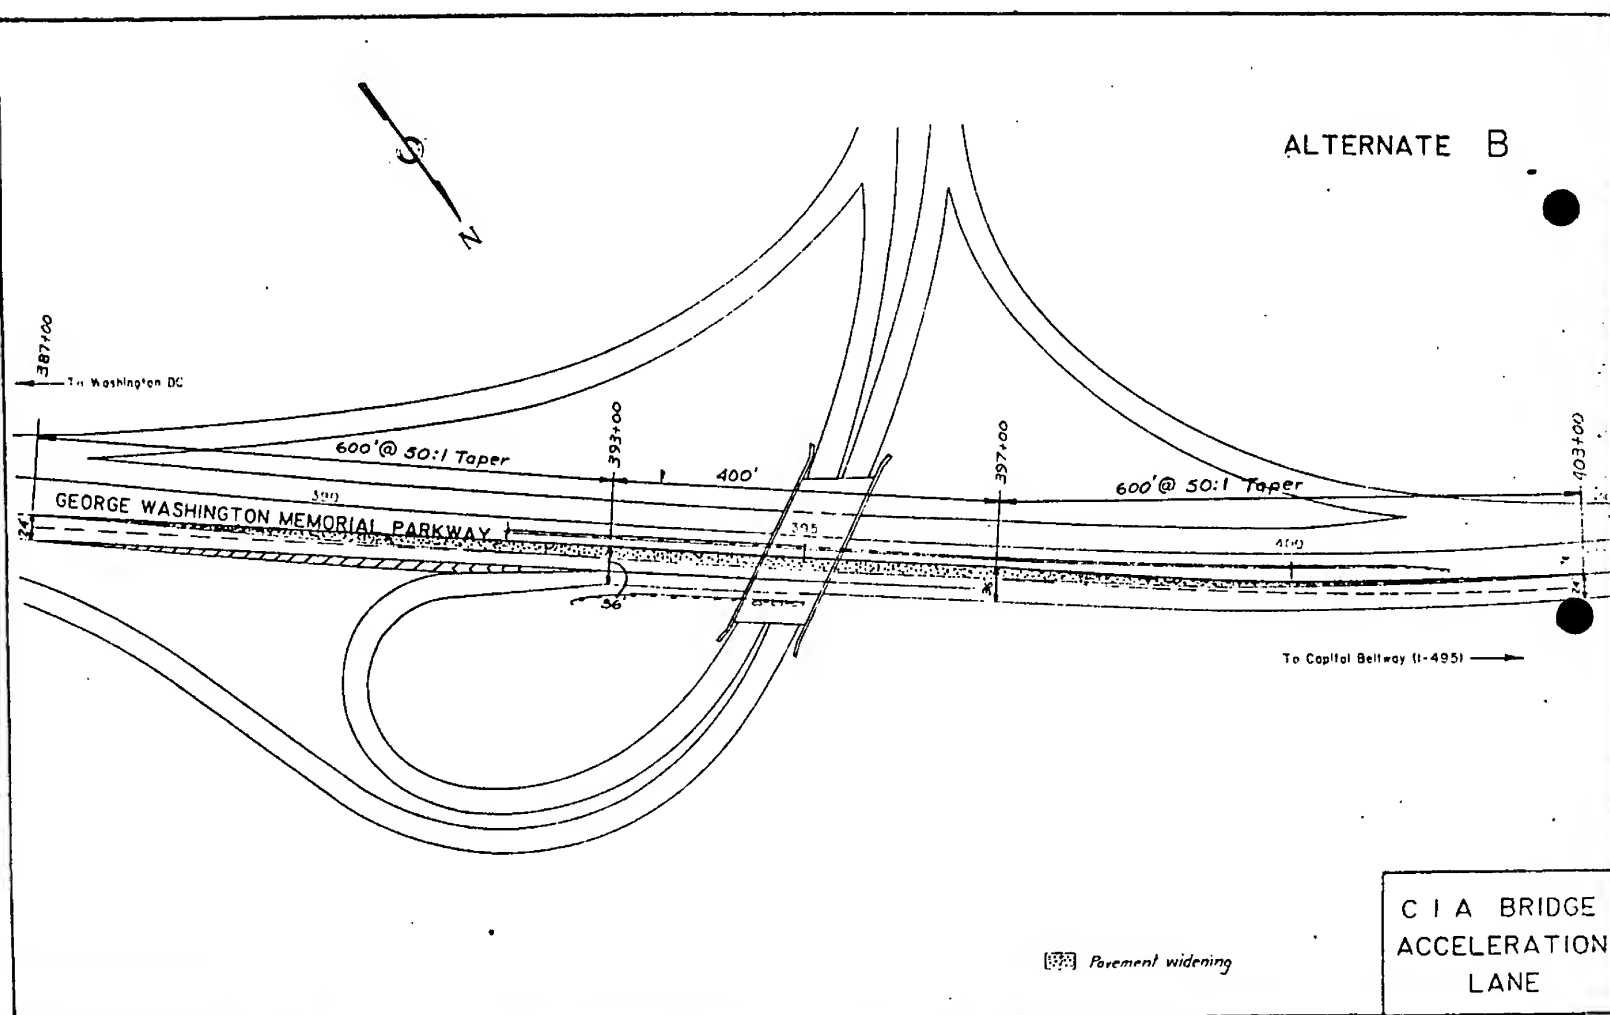 ALTERNATE B
N
387+00
To Washington DC
393+00
397+00
403+00
600'@ 50:1 Taper
400'
600'@ 50:1 Taper
GEORGE WASHINGTON MEMORIAL PARKWAY
390
395
400
24'
36'
24'
To Capital Beltway (I-495)
Pavement widening
C I A BRIDGE
ACCELERATION
LANE